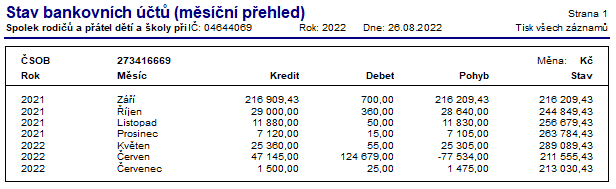 Stav bankovních účtů (měsíční přehled)
Strana 1
Spolek rodičů a přátel dětí a školy při IČ: 04644069 Rok: 2022 Dne: 26.08.2022 Tisk všech záznamů
ČSOB 273416669 Měna: Kč
Rok Měsíc Kredit Debet Pohyb Stav
2021 Září 216 909,43 700,00 216 209,43 216 209,43
2021 Říjen 29 000,00 360,00 28 640,00 244 849,43
2021 Listopad 11 880,00 50,00 11 830,00 256 679,43
2021 Prosinec 7 120,00 15,00 7 105,00 263 784,43
2022 Květen 25 360,00 55,00 25 305,00 289 089,43
2022 Červen 47 145,00 124 679,00 -77 534,00 211 555,43
2022 Červenec 1 500,00 25,00 1 475,00 213 030,43